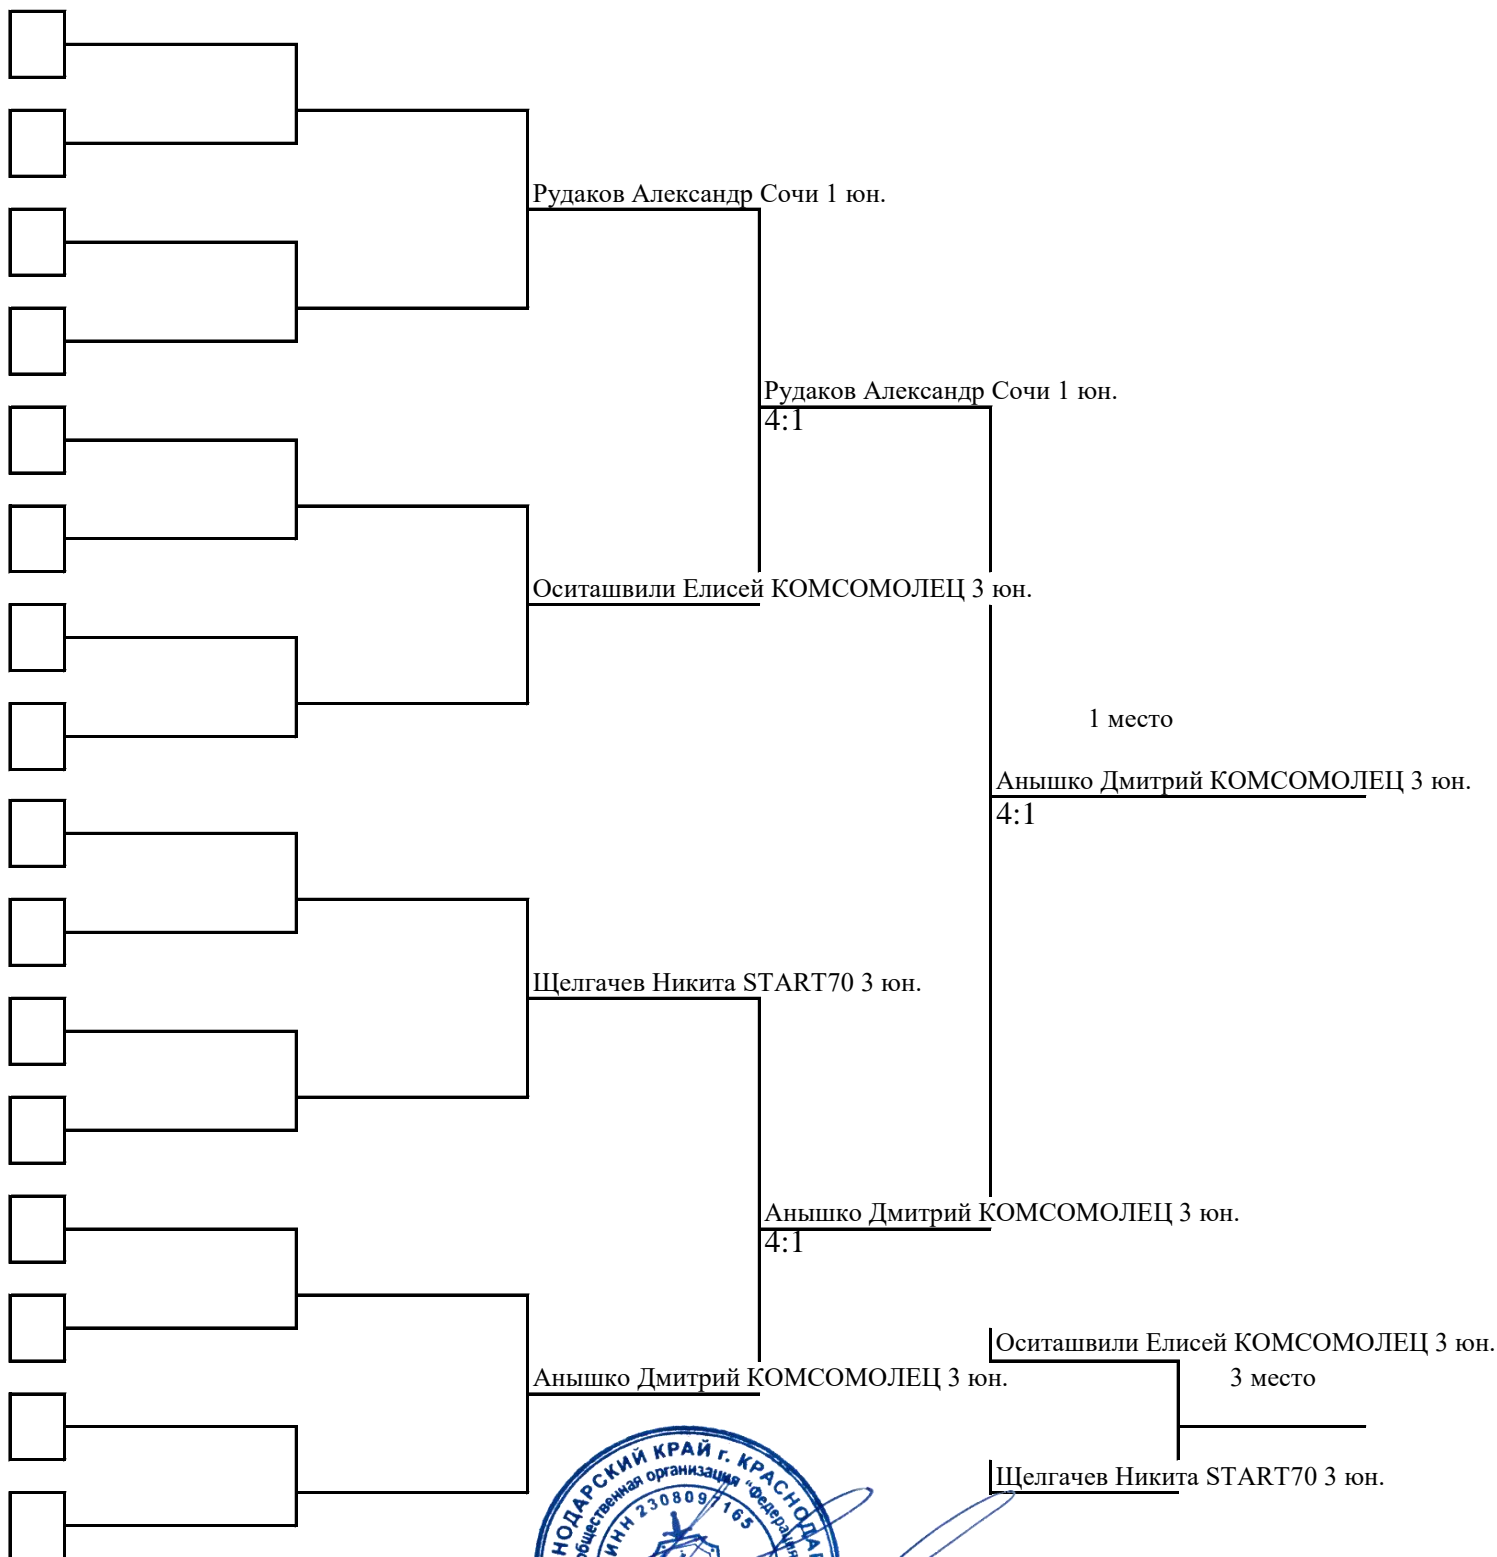 Рудаков Александр Сочи 1 юн.
Рудаков Александр Сочи 1 юн.
4:1
Оситашвили Елисей КОМСОМОЛЕЦ 3 юн.
1 место
Анышко Дмитрий КОМСОМОЛЕЦ 3 юн.
4:1
Щелгачев Никита START70 3 юн.
Анышко Дмитрий КОМСОМОЛЕЦ 3 юн.
4:1
Оситашвили Елисей КОМСОМОЛЕЦ 3 юн.
Анышко Дмитрий КОМСОМОЛЕЦ 3 юн.
3 место
Щелгачев Никита START70 3 юн.
НОДАРСКИЙ КРАЙ г. КРАСНОДАР
общественная организация "Федерация
ИНН 2308097165